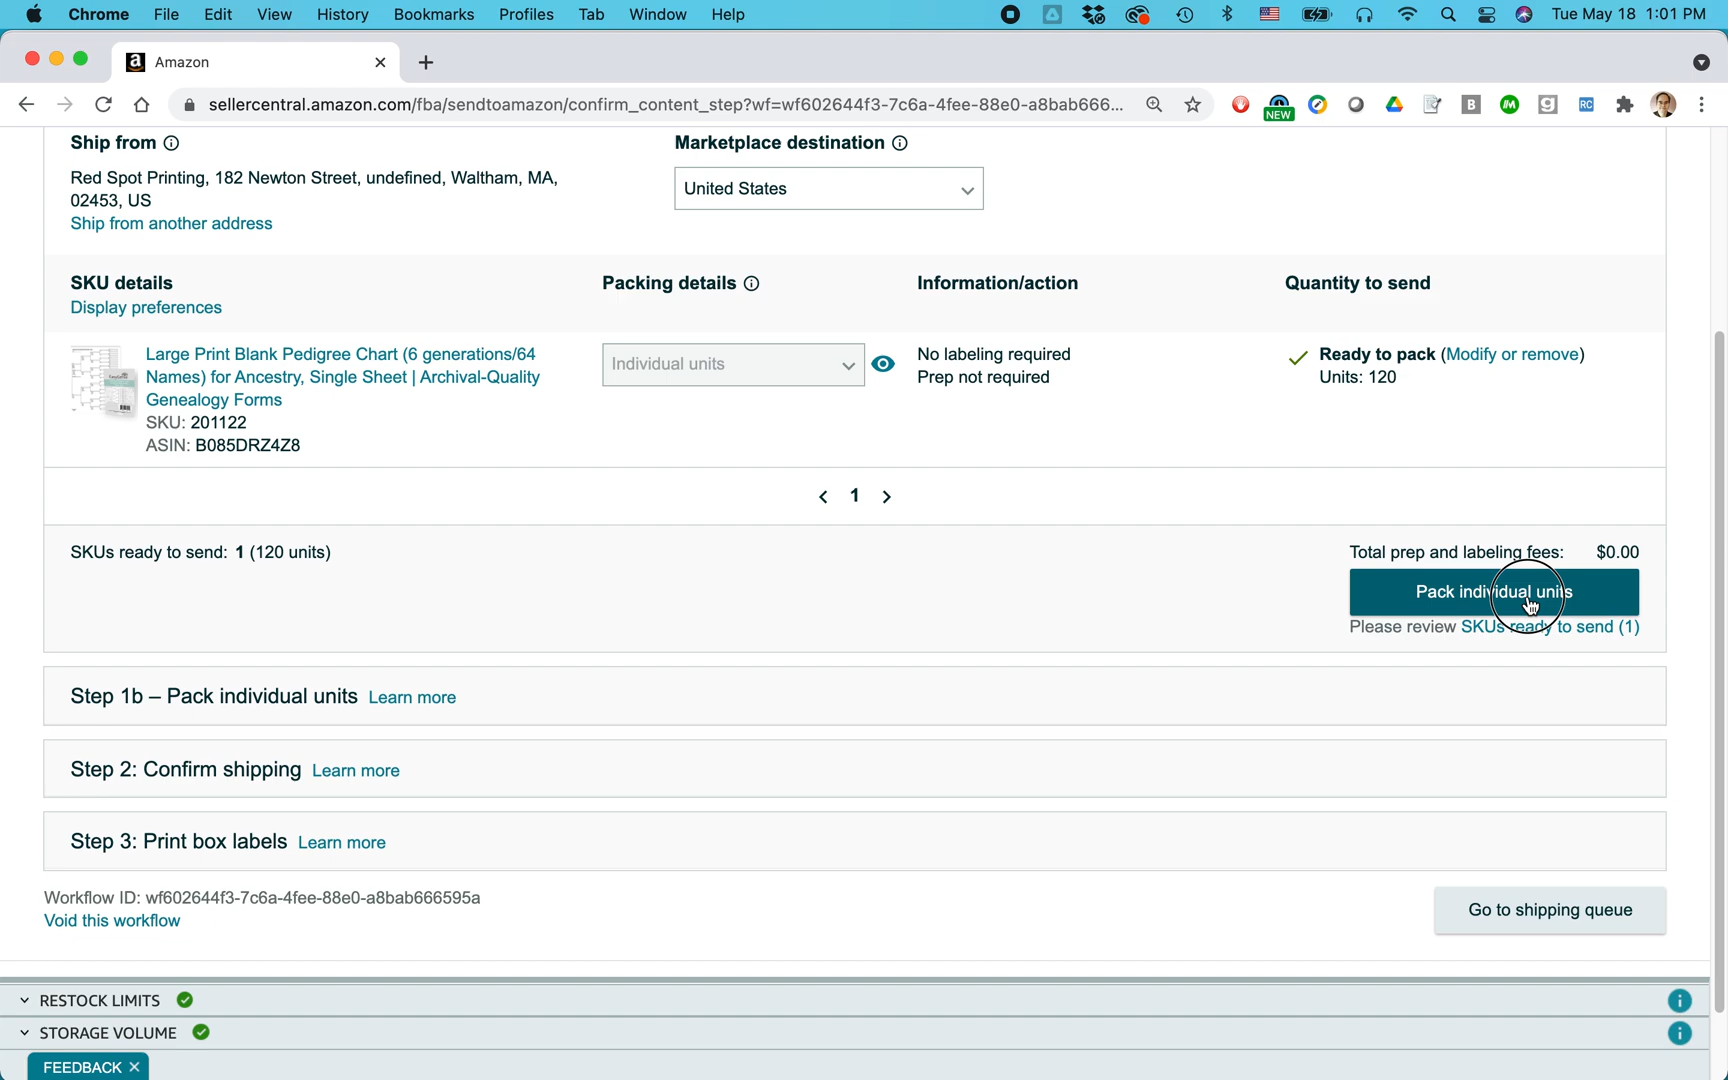 Chrome File Edit View History Bookmarks Profiles Tab Window Help Tue May 18 1:01 PM
Amazon
sellercentral.amazon.com/fba/sendtoamazon/confirm_content_step?wf=wf602644f3-7c6a-4fee-88e0-a8bab666...
NEW
B
g
RC
Ship from
Marketplace destination
Red Spot Printing, 182 Newton Street, undefined, Waltham, MA,
02453, US
United States
Ship from another address
SKU details
Packing details
Information/action
Quantity to send
Display preferences
Large Print Blank Pedigree Chart (6 generations/64
Names) for Ancestry, Single Sheet | Archival-Quality
Genealogy Forms
SKU: 201122
ASIN: B085DRZ4Z8
Individual units
No labeling required
Prep not required
Ready to pack (Modify or remove)
Units: 120
1
SKUs ready to send: 1 (120 units)
Total prep and labeling fees: $0.00
Pack individual units
Please review SKUs ready to send (1)
Step 1b – Pack individual units Learn more
Step 2: Confirm shipping Learn more
Step 3: Print box labels Learn more
Workflow ID: wf602644f3-7c6a-4fee-88e0-a8bab666595a
Void this workflow
Go to shipping queue
RESTOCK LIMITS
STORAGE VOLUME
FEEDBACK